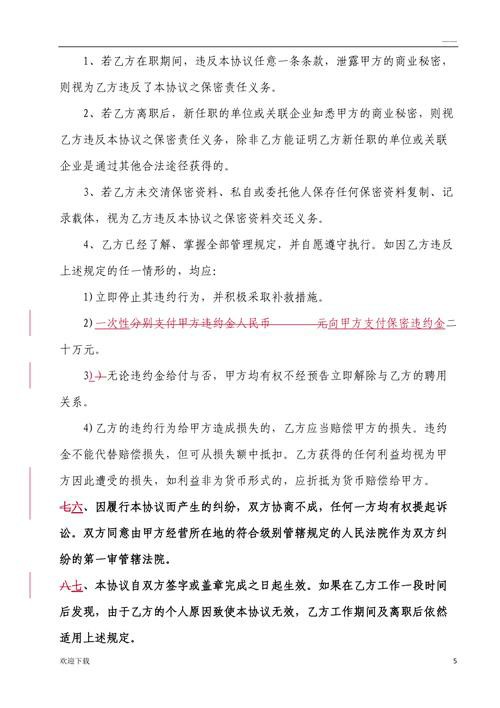 1、若乙方在职期间，违反本协议任意一条条款，泄露甲方的商业秘密，
则视为乙方违反了本协议之保密责任义务。
2、若乙方离职后，新任职的单位或关联企业知悉甲方的商业秘密，则视
乙方违反本协议之保密责任义务，除非乙方能证明乙方新任职的单位或关联
企业是通过其他合法途径获得的。
3、若乙方未交清保密资料、私自或委托他人保存任何保密资料复制、记
录载体，视为乙方违反本协议之保密资料交还义务。
4、乙方已经了解、掌握全部管理规定，并自愿遵守执行。如因乙方违反
上述规定的任一情形的，均应：
1)立即停止其违约行为，并积极采取补救措施。
2)一次性分别支付甲方违约金人民币 元向甲方支付保密违约金二
十万元。
3))无论违约金给付与否，甲方均有权不经预告立即解除与乙方的聘用
关系。
4)乙方的违约行为给甲方造成损失的，乙方应当赔偿甲方的损失。违约
金不能代替赔偿损失，但可从损失额中抵扣。乙方获得的任何利益均视为甲
方因此遭受的损失，如利益非为货币形式的，应折抵为货币赔偿给甲方。
七六、因履行本协议而产生的纠纷，双方协商不成，任何一方均有权提起诉
讼。双方同意由甲方经营所在地的符合级别管辖规定的人民法院作为双方纠
纷的第一审管辖法院。
八七、本协议自双方签字或盖章完成之日起生效。如果在乙方工作一段时间
后发现，由于乙方的个人原因致使本协议无效，乙方工作期间及离职后依然
适用上述规定。
欢迎下载 5